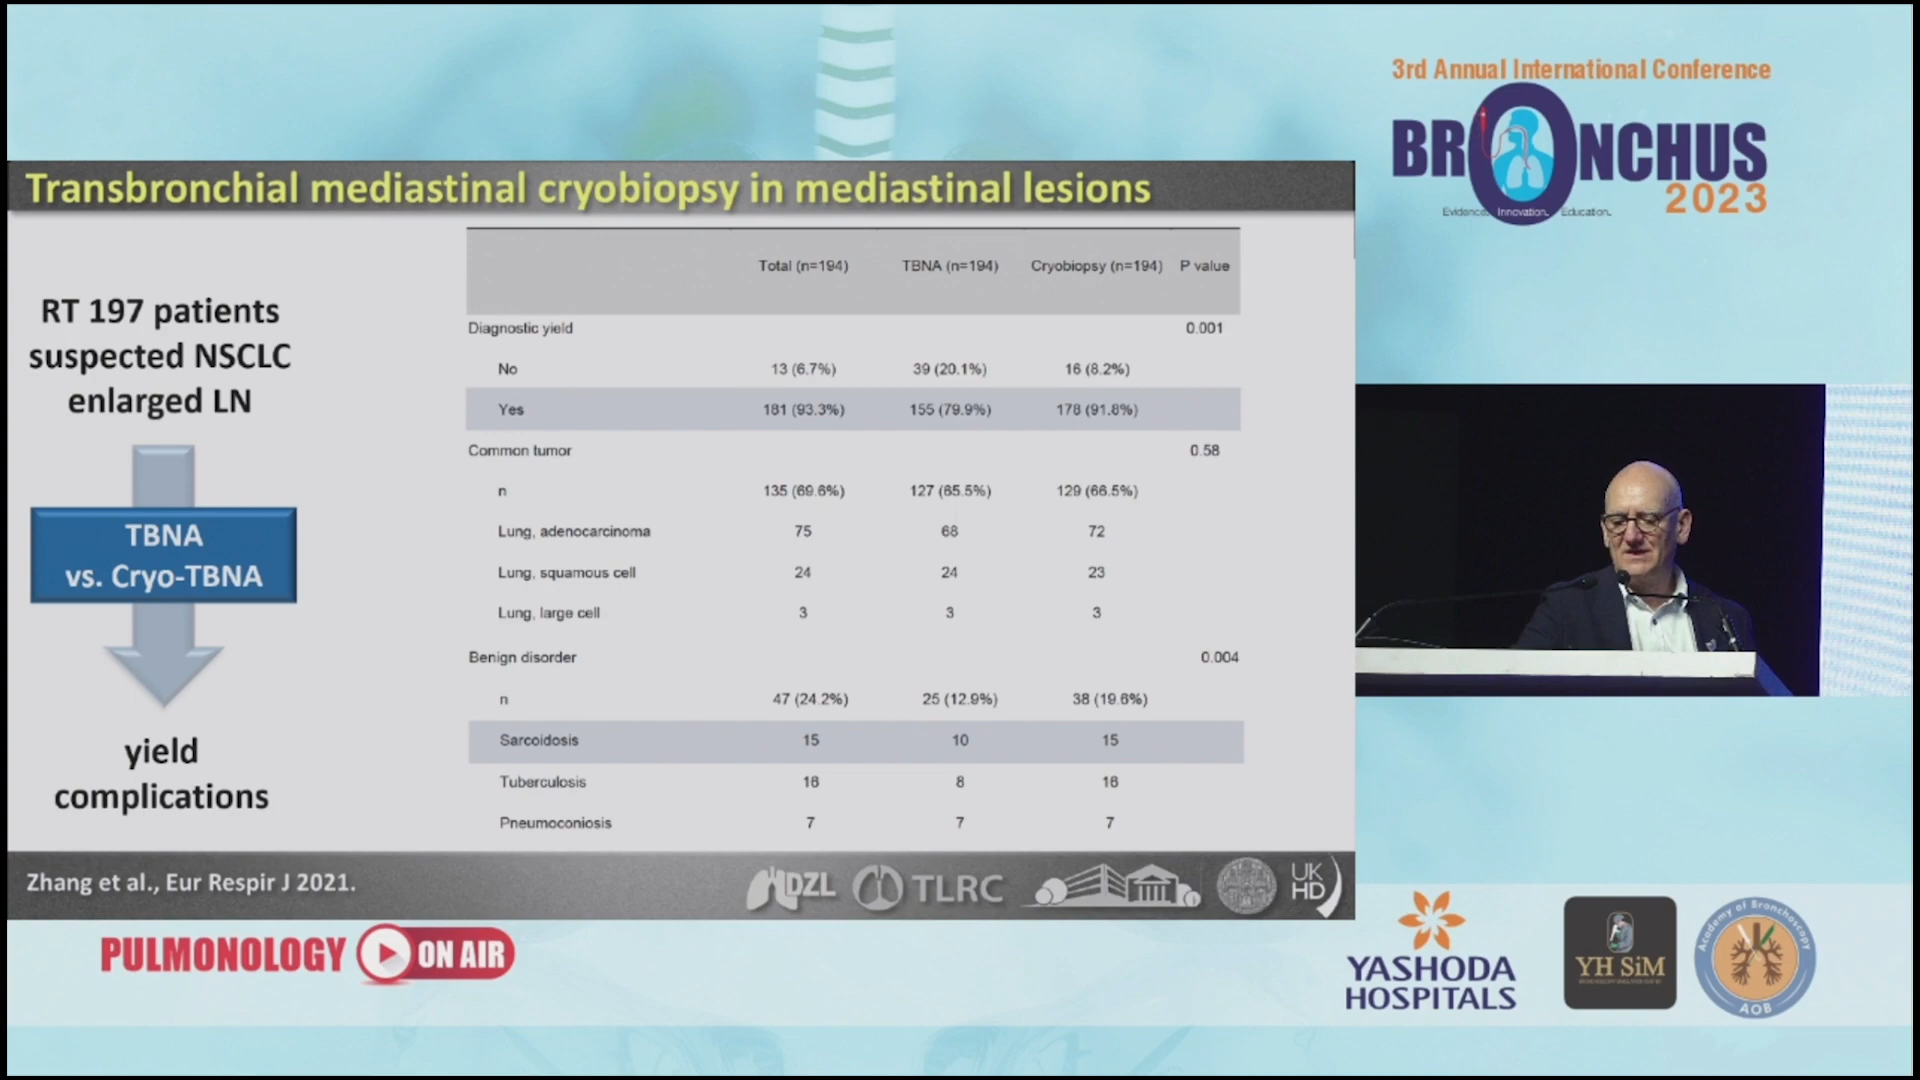 3rd Annual International Conference
BRONCHUS
2023
Evidence. Innovation. Education.
Transbronchial mediastinal cryobiopsy in mediastinal lesions
RT 197 patients
suspected NSCLC
enlarged LN
TBNA
vs. Cryo-TBNA
yield
complications
Total (n=194) TBNA (n=194) Cryobiopsy (n=194) P value
Diagnostic yield 0.001
No 13 (6.7%) 39 (20.1%) 16 (8.2%)
Yes 181 (93.3%) 155 (79.9%) 178 (91.8%)
Common tumor 0.58
n 135 (69.6%) 127 (65.5%) 129 (66.5%)
Lung, adenocarcinoma 75 68 72
Lung, squamous cell 24 24 23
Lung, large cell 3 3 3
Benign disorder 0.004
n 47 (24.2%) 25 (12.9%) 38 (19.6%)
Sarcoidosis 15 10 15
Tuberculosis 16 8 16
Pneumoconiosis 7 7 7
Zhang et al., Eur Respir J 2021.
DZL TLRC UK
HD
PULMONOLOGY ON AIR
YASHODA
HOSPITALS
YH SiM
Academy of Bronchoscopy
AOB